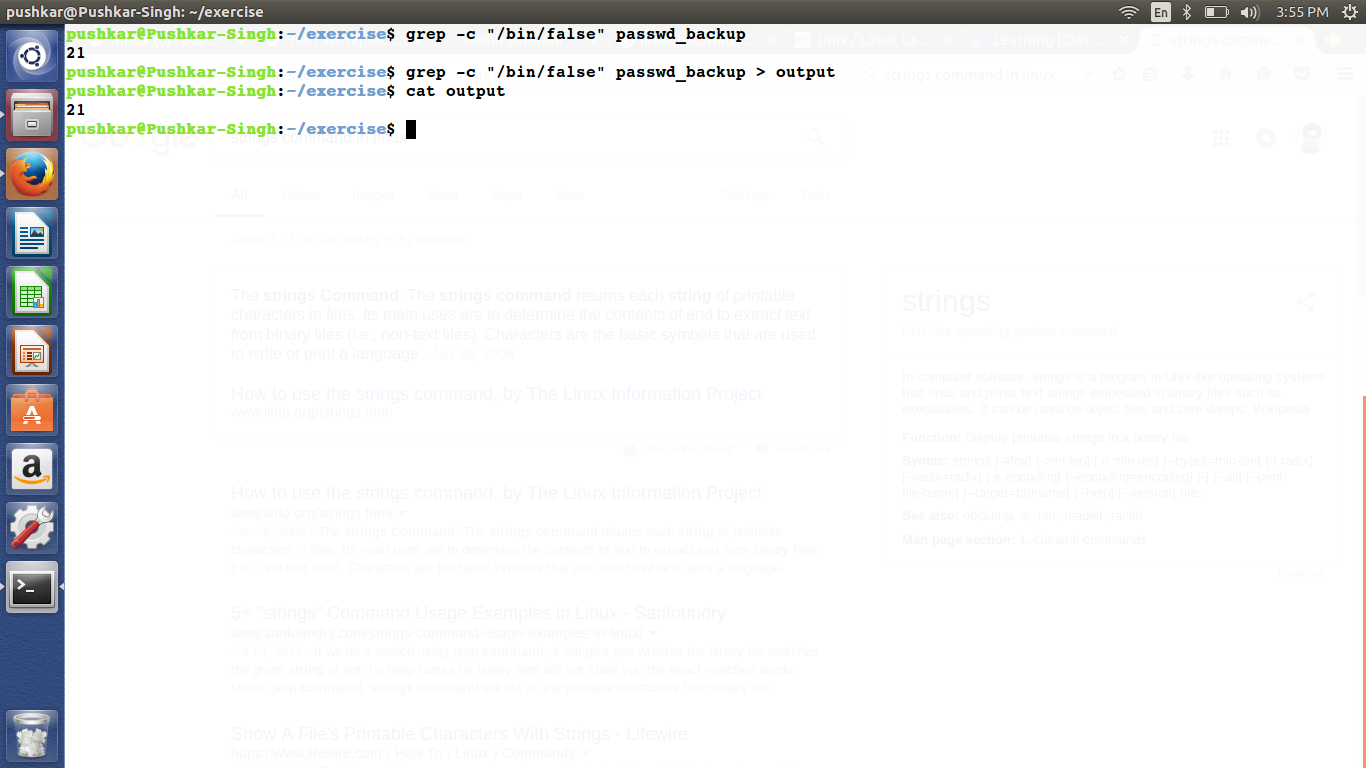 pushkar@Pushkar-Singh: ~/exercise
En
3:55 PM
pushkar@Pushkar-Singh:~/exercise$ grep -c "/bin/false" passwd_backup
21
pushkar@Pushkar-Singh:~/exercise$ grep -c "/bin/false" passwd_backup > output
pushkar@Pushkar-Singh:~/exercise$ cat output
21
pushkar@Pushkar-Singh:~/exercise$
Unix / Linux Us
Learning | Das
strings comma
strings command in linux
All Videos Images News Maps More Settings Tools
The strings Command. The strings command returns each string of printable
characters in files. Its main uses are to determine the contents of and to extract text
from binary files (i.e., non-text files). Characters are the basic symbols that are used
to write or print a language. Jan 26, 2006
How to use the strings command, by The Linux Information Project
www.linfo.org/strings.html
About this result Feedback
How to use the strings command, by The Linux Information Project
www.linfo.org/strings.html
Jan 26, 2006 - The strings Command. The strings command returns each string of printable
characters in files. Its main uses are to determine the contents of and to extract text from binary files
(i.e., non-text files). Characters are the basic symbols that are used to write or print a language.
5+ "strings" Command Usage Examples in Linux - Sanfoundry
www.sanfoundry.com/strings-command-usage-examples-in-linux/
If we do a search using grep command, it will give you whether the binary file matches
the given string or not. i.e Grep output on binary files will not show you the exact matched words.
Unlike grep command, strings command will list all the printable characters from binary file.
Show A File's Printable Characters With Strings - Lifewire
https://www.lifewire.com › How To › Linux › Commands
strings
Unix-like operating system command
In computer software, strings is a program in Unix-like operating systems
that finds and prints text strings embedded in binary files such as
executables. It can be used on object files and core dumps. Wikipedia
Function: Display printable strings in a binary file
Syntax: strings [-afov] [-min-len] [-n min-len] [--bytes=min-len] [-t radix]
[--radix=radix] [-e encoding] [--encoding=encoding] [-] [--all] [--print-
file-name] [--target=bfdname] [--help] [--version] file...
See also: objdump, ar, nm, readelf, ranlib
Man page section: 1. General commands
Feedback